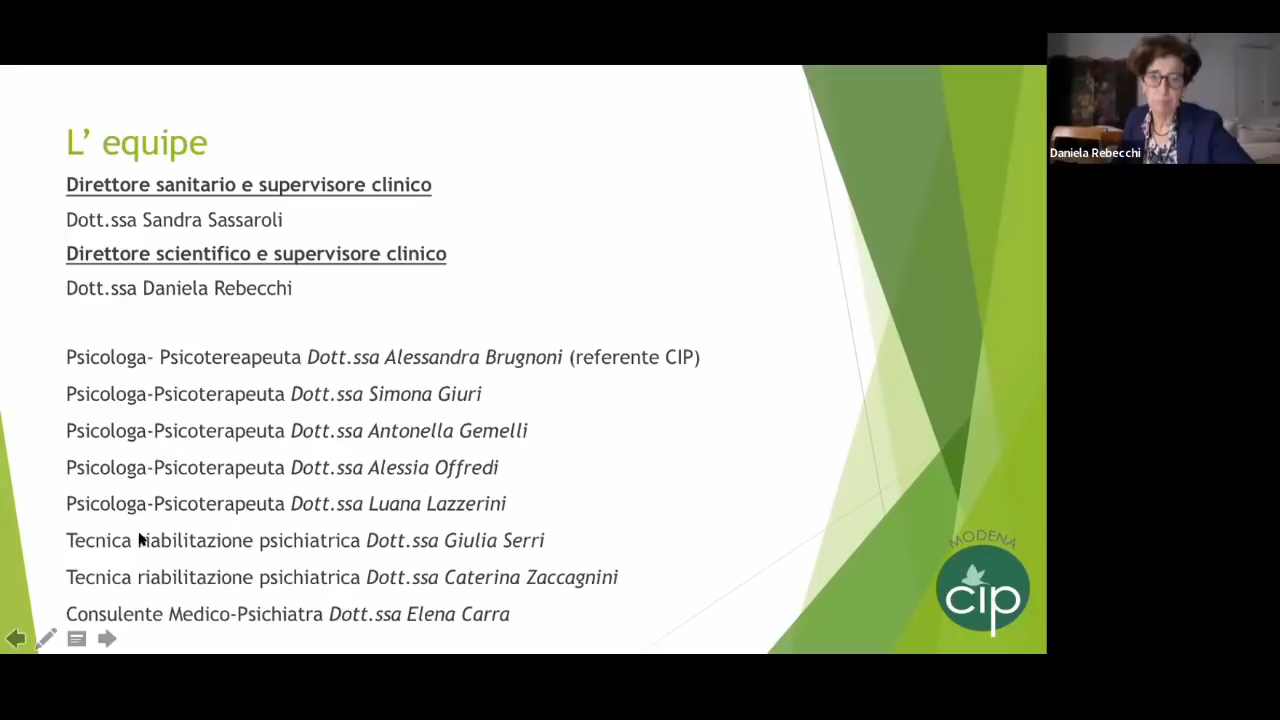 L' equipe
Direttore sanitario e supervisore clinico
Dott.ssa Sandra Sassaroli
Direttore scientifico e supervisore clinico
Dott.ssa Daniela Rebecchi
Psicologa- Psicotereapeuta Dott.ssa Alessandra Brugnoni (referente CIP)
Psicologa-Psicoterapeuta Dott.ssa Simona Giuri
Psicologa-Psicoterapeuta Dott.ssa Antonella Gemelli
Psicologa-Psicoterapeuta Dott.ssa Alessia Offredi
Psicologa-Psicoterapeuta Dott.ssa Luana Lazzerini
Tecnica riabilitazione psichiatrica Dott.ssa Giulia Serri
Tecnica riabilitazione psichiatrica Dott.ssa Caterina Zaccagnini
Consulente Medico-Psichiatra Dott.ssa Elena Carra
MODENA
cip
Daniela Rebecchi